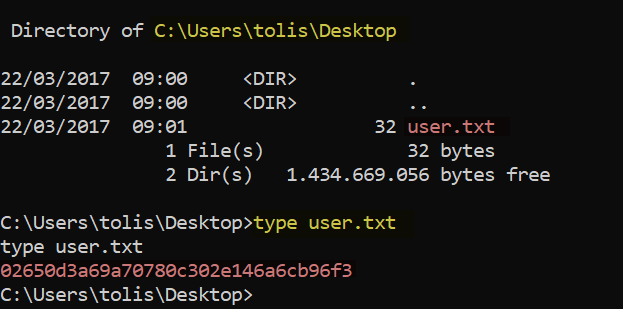 Directory of C:\Users\tolis\Desktop
22/03/2017  09:00    <DIR>          .
22/03/2017  09:00    <DIR>          ..
22/03/2017  09:01                32 user.txt
1 File(s)             32 bytes
2 Dir(s)   1.434.669.056 bytes free
C:\Users\tolis\Desktop>type user.txt
type user.txt
02650d3a69a70780c302e146a6cb96f3
C:\Users\tolis\Desktop>